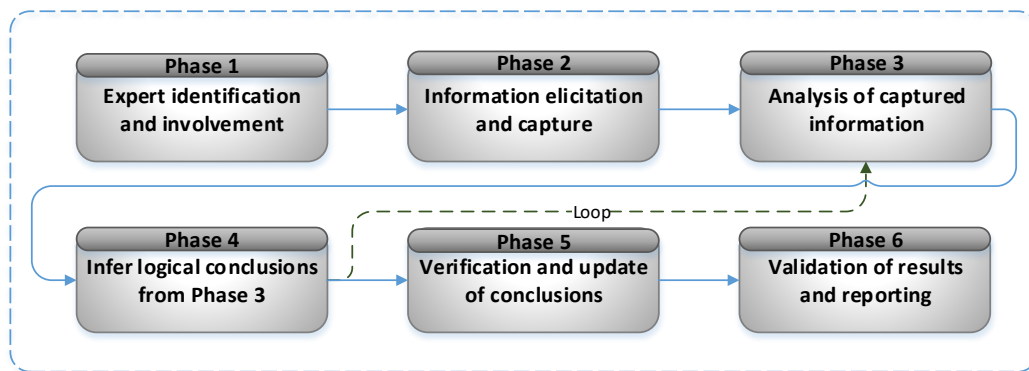 Phase 1
Expert identification
and involvement
Phase 2
Information elicitation
and capture
Phase 3
Analysis of captured
information
Loop
Phase 4
Infer logical conclusions
from Phase 3
Phase 5
Verification and update
of conclusions
Phase 6
Validation of results
and reporting